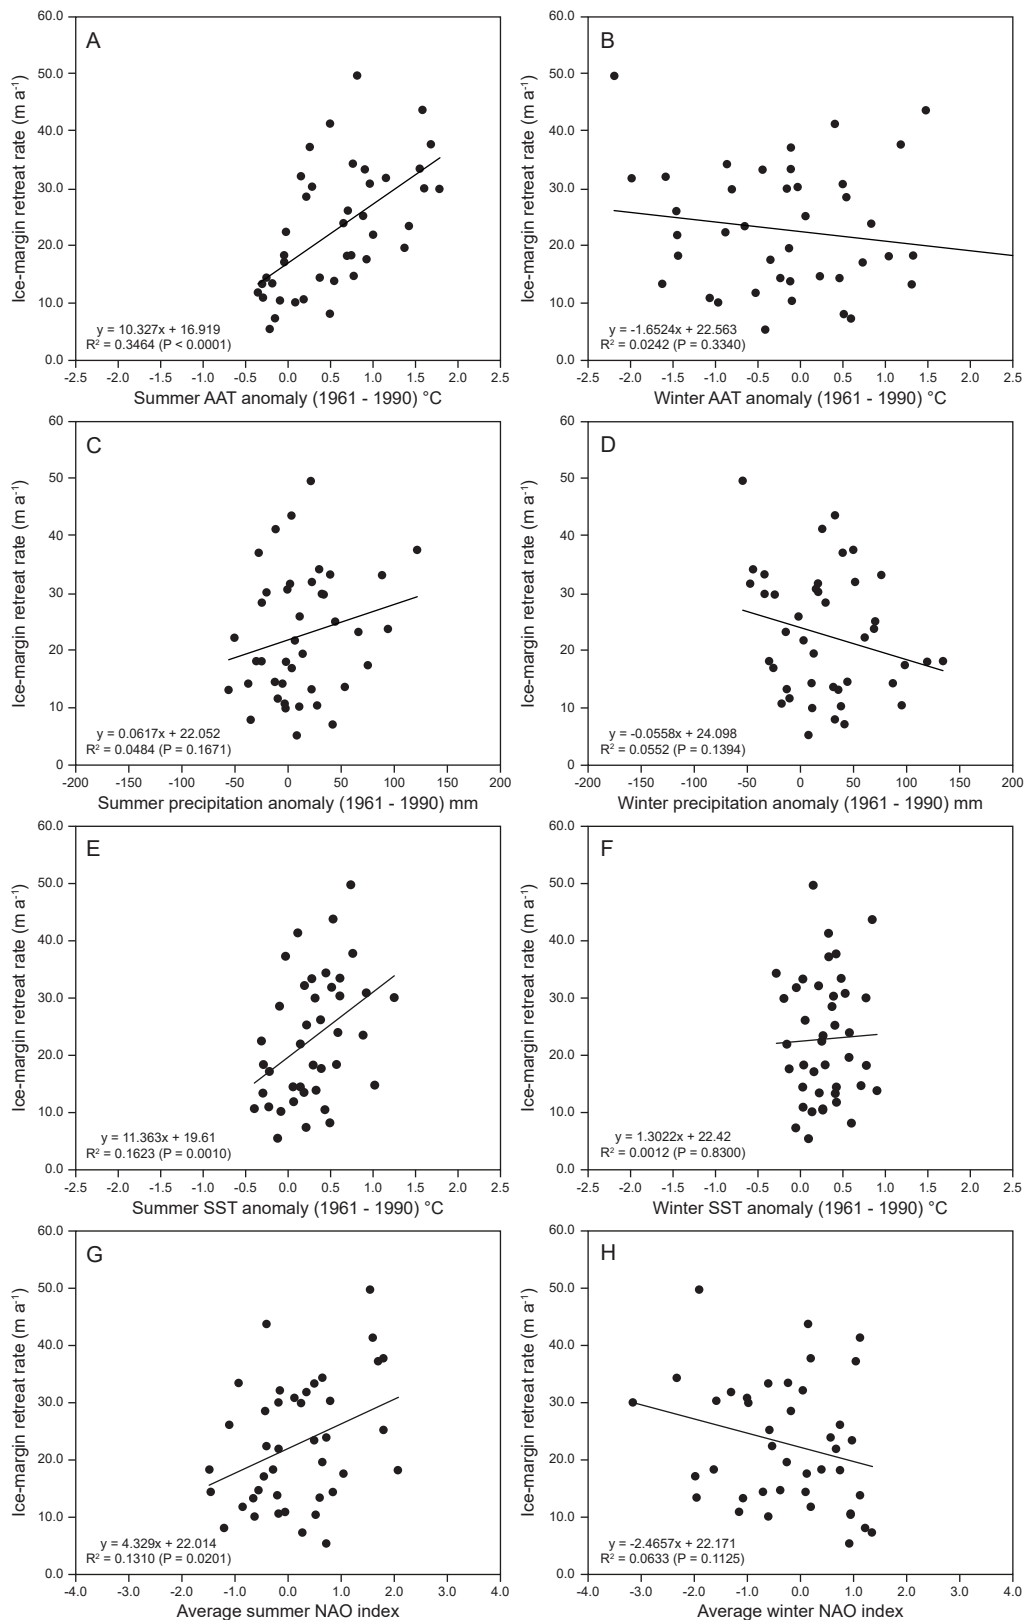 A
Ice-margin retreat rate (m a⁻¹)
60.0
50.0
40.0
30.0
20.0
10.0
0.0
y = 10.327x + 16.919
R² = 0.3464 (P < 0.0001)
-2.5 -2.0 -1.5 -1.0 -0.5 0.0 0.5 1.0 1.5 2.0 2.5
Summer AAT anomaly (1961 - 1990) °C
B
Ice-margin retreat rate (m a⁻¹)
60.0
50.0
40.0
30.0
20.0
10.0
0.0
y = -1.6524x + 22.563
R² = 0.0242 (P = 0.3340)
-2.5 -2.0 -1.5 -1.0 -0.5 0.0 0.5 1.0 1.5 2.0 2.5
Winter AAT anomaly (1961 - 1990) °C
C
Ice-margin retreat rate (m a⁻¹)
60
50
40
30
20
10
0
y = 0.0617x + 22.052
R² = 0.0484 (P = 0.1671)
-200 -150 -100 -50 0 50 100 150 200
Summer precipitation anomaly (1961 - 1990) mm
D
Ice-margin retreat rate (m a⁻¹)
60
50
40
30
20
10
0
y = -0.0558x + 24.098
R² = 0.0552 (P = 0.1394)
-200 -150 -100 -50 0 50 100 150 200
Winter precipitation anomaly (1961 - 1990) mm
E
Ice-margin retreat rate (m a⁻¹)
60.0
50.0
40.0
30.0
20.0
10.0
0.0
y = 11.363x + 19.61
R² = 0.1623 (P = 0.0010)
-2.5 -2.0 -1.5 -1.0 -0.5 0.0 0.5 1.0 1.5 2.0 2.5
Summer SST anomaly (1961 - 1990) °C
F
Ice-margin retreat rate (m a⁻¹)
60.0
50.0
40.0
30.0
20.0
10.0
0.0
y = 1.3022x + 22.42
R² = 0.0012 (P = 0.8300)
-2.5 -2.0 -1.5 -1.0 -0.5 0.0 0.5 1.0 1.5 2.0 2.5
Winter SST anomaly (1961 - 1990) °C
G
Ice-margin retreat rate (m a⁻¹)
60.0
50.0
40.0
30.0
20.0
10.0
0.0
y = 4.329x + 22.014
R² = 0.1310 (P = 0.0201)
-4.0 -3.0 -2.0 -1.0 0.0 1.0 2.0 3.0 4.0
Average summer NAO index
H
Ice-margin retreat rate (m a⁻¹)
60.0
50.0
40.0
30.0
20.0
10.0
0.0
y = -2.4657x + 22.171
R² = 0.0633 (P = 0.1125)
-4.0 -3.0 -2.0 -1.0 0.0 1.0 2.0 3.0 4.0
Average winter NAO index